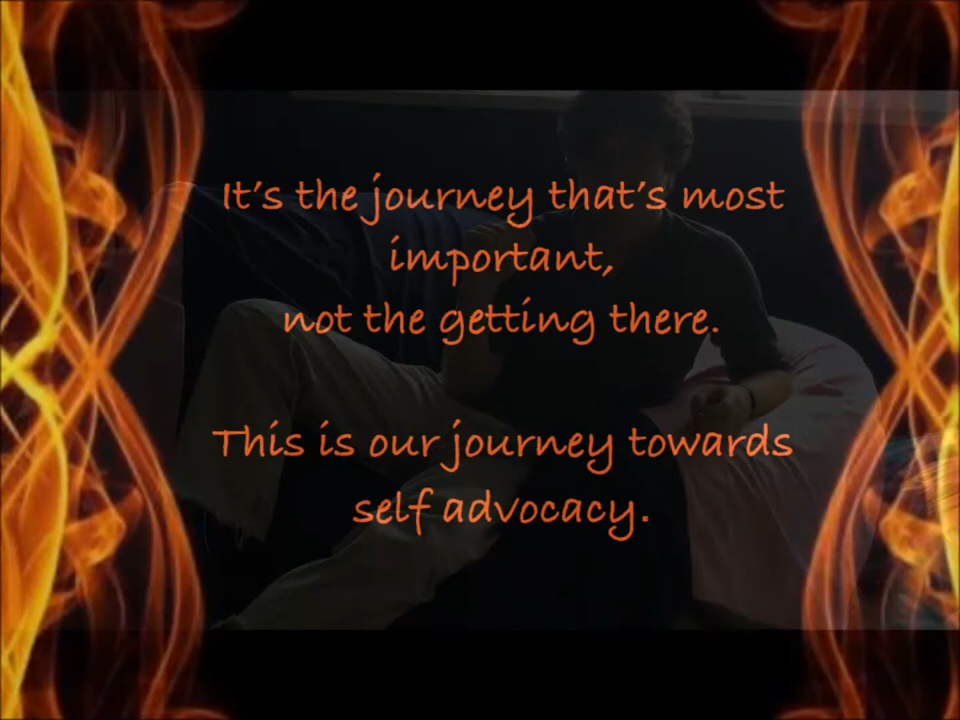 It's the journey that's most
important,
not the getting there.
This is our journey towards
self advocacy.